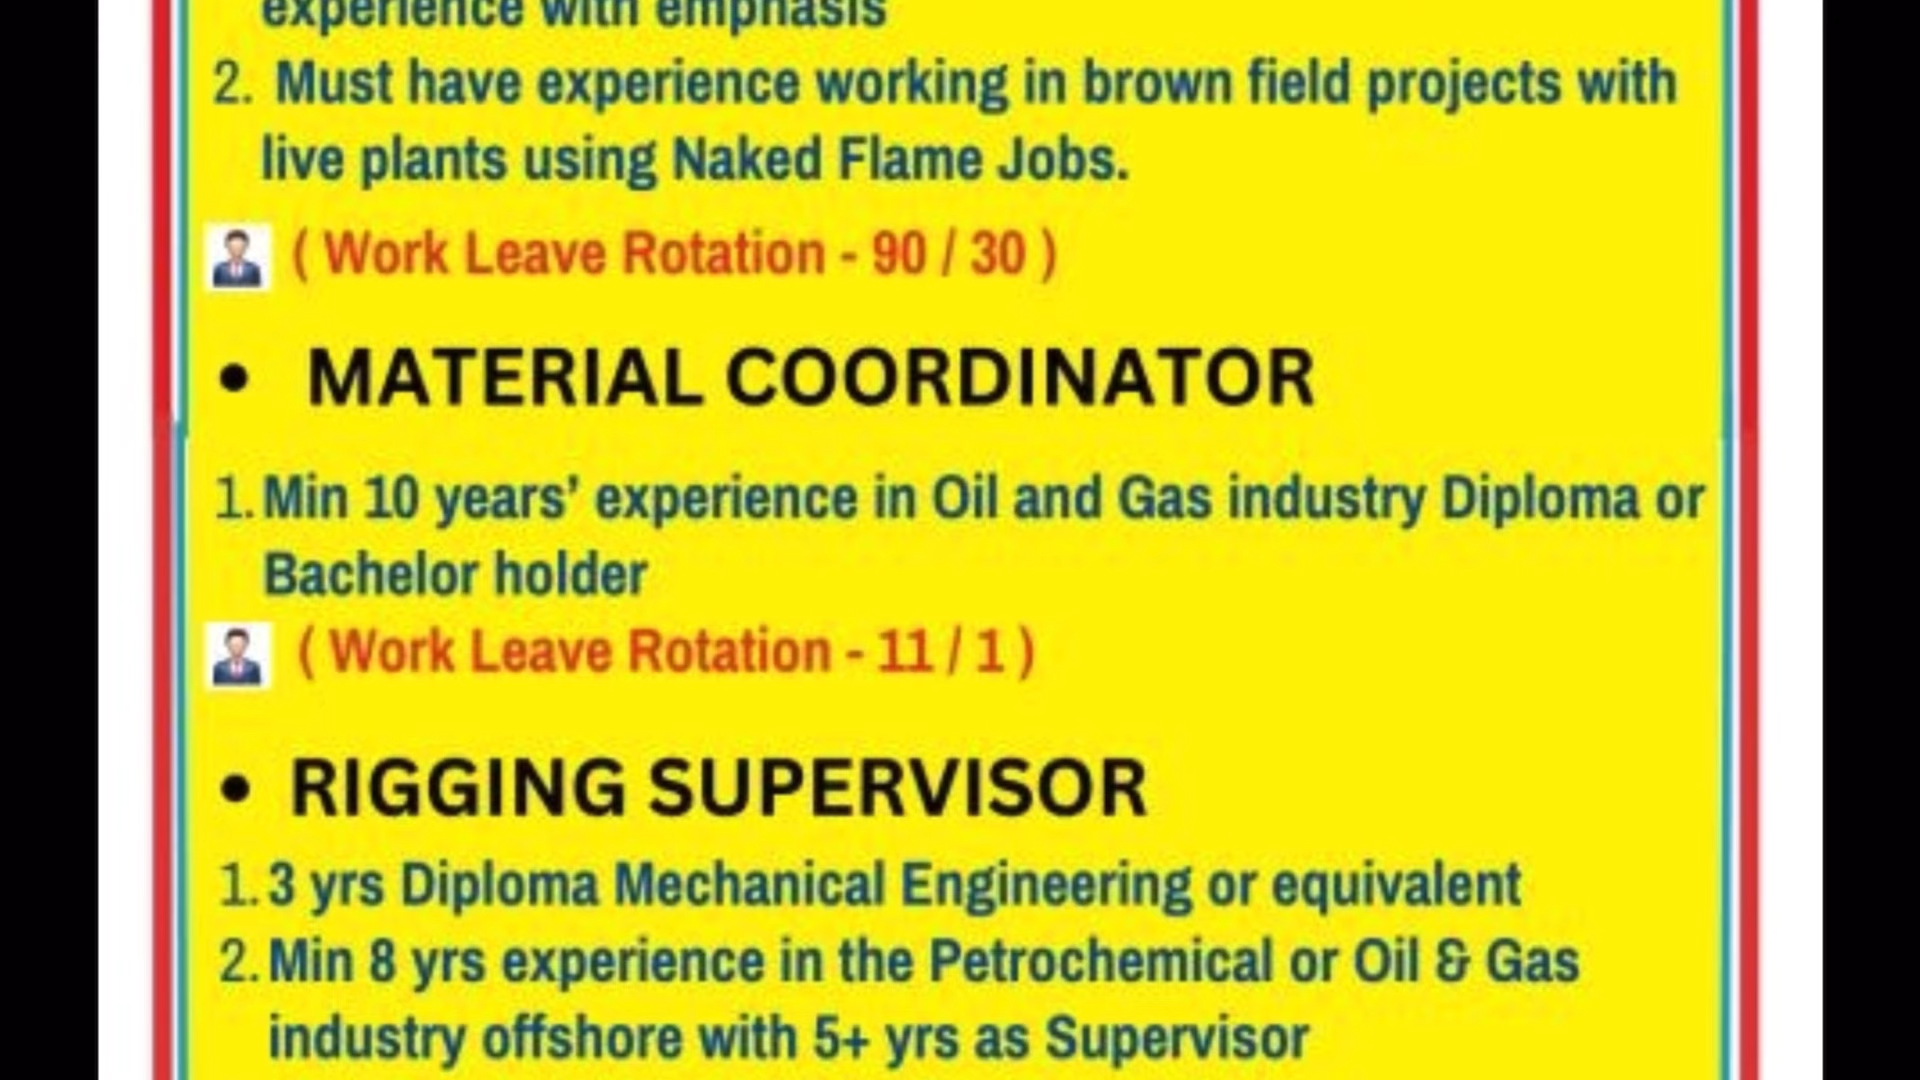 experience with emphasis
2. Must have experience working in brown field projects with
live plants using Naked Flame Jobs.
( Work Leave Rotation - 90 / 30 )
• MATERIAL COORDINATOR
1. Min 10 years’ experience in Oil and Gas industry Diploma or
Bachelor holder
( Work Leave Rotation - 11 / 1 )
• RIGGING SUPERVISOR
1. 3 yrs Diploma Mechanical Engineering or equivalent
2. Min 8 yrs experience in the Petrochemical or Oil & Gas
industry offshore with 5+ yrs as Supervisor